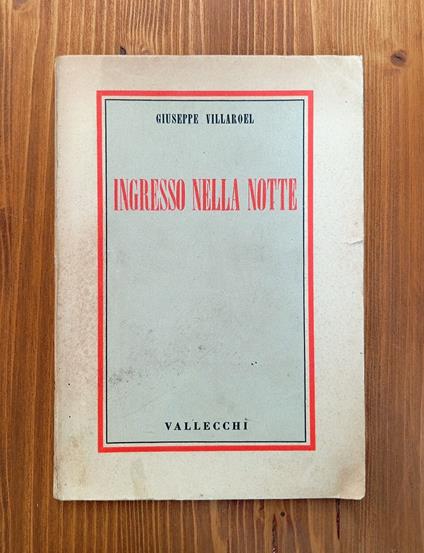 GIUSEPPE VILLAROEL
INGRESSO NELLA NOTTE
VALLECCHI